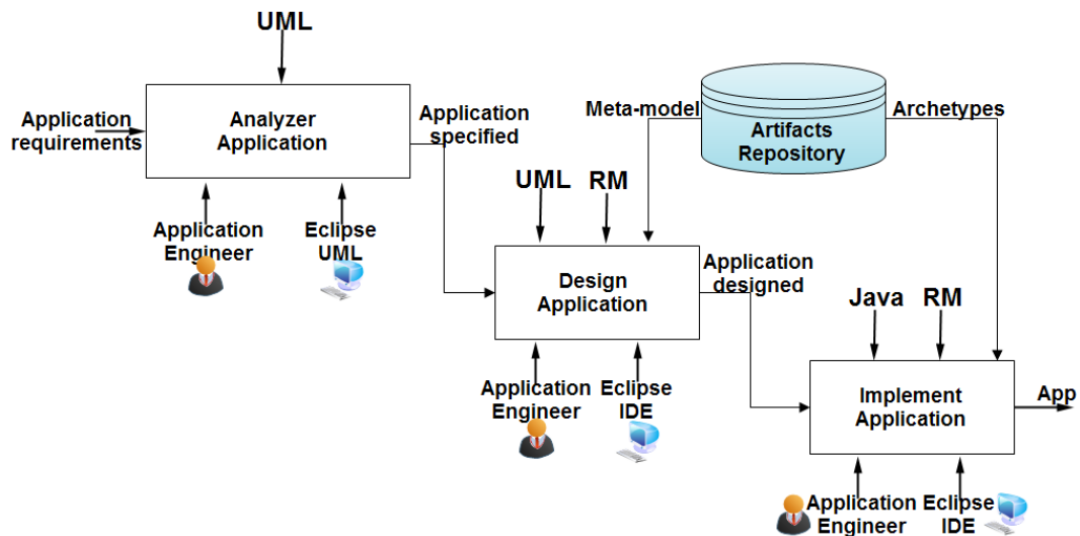 UML
Application
requirements
Analyzer
Application
Application
specified
Application
Engineer
Eclipse
UML
Meta-model
Artifacts
Repository
Archetypes
UML
RM
Design
Application
Application
designed
Application
Engineer
Eclipse
IDE
Java
RM
Implement
Application
App
Application
Engineer
Eclipse
IDE